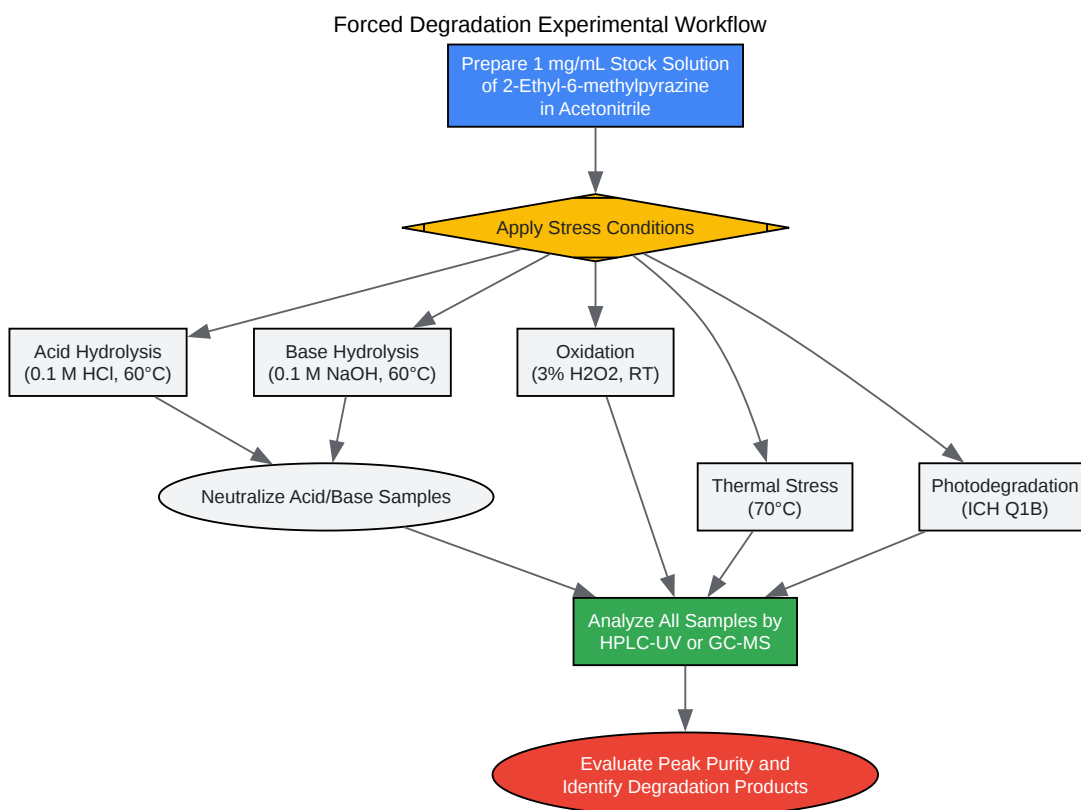 Forced Degradation Experimental Workflow
Prepare 1 mg/mL Stock Solution
of 2-Ethyl-6-methylpyrazine
in Acetonitrile
Apply Stress Conditions
Acid Hydrolysis
(0.1 M HCl, 60°C)
Base Hydrolysis
(0.1 M NaOH, 60°C)
Oxidation
(3% H2O2, RT)
Neutralize Acid/Base Samples
Thermal Stress
(70°C)
Photodegradation
(ICH Q1B)
Analyze All Samples by
HPLC-UV or GC-MS
Evaluate Peak Purity and
Identify Degradation Products